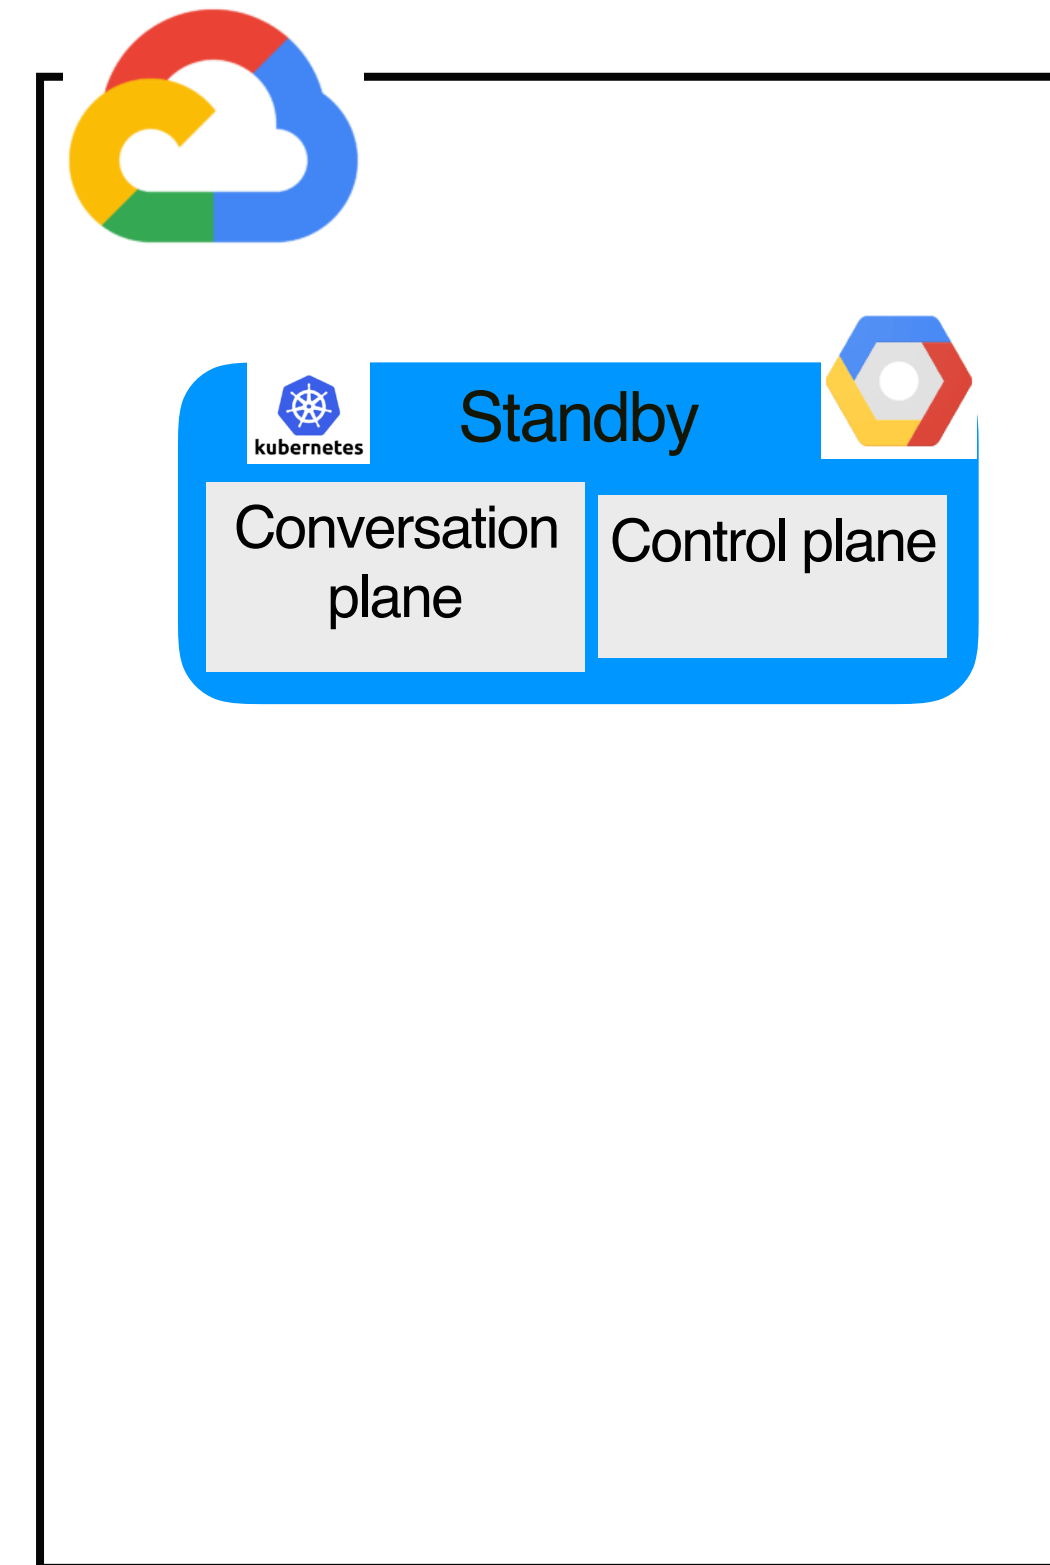 kubernetes
Standby
Conversation
plane
Control plane